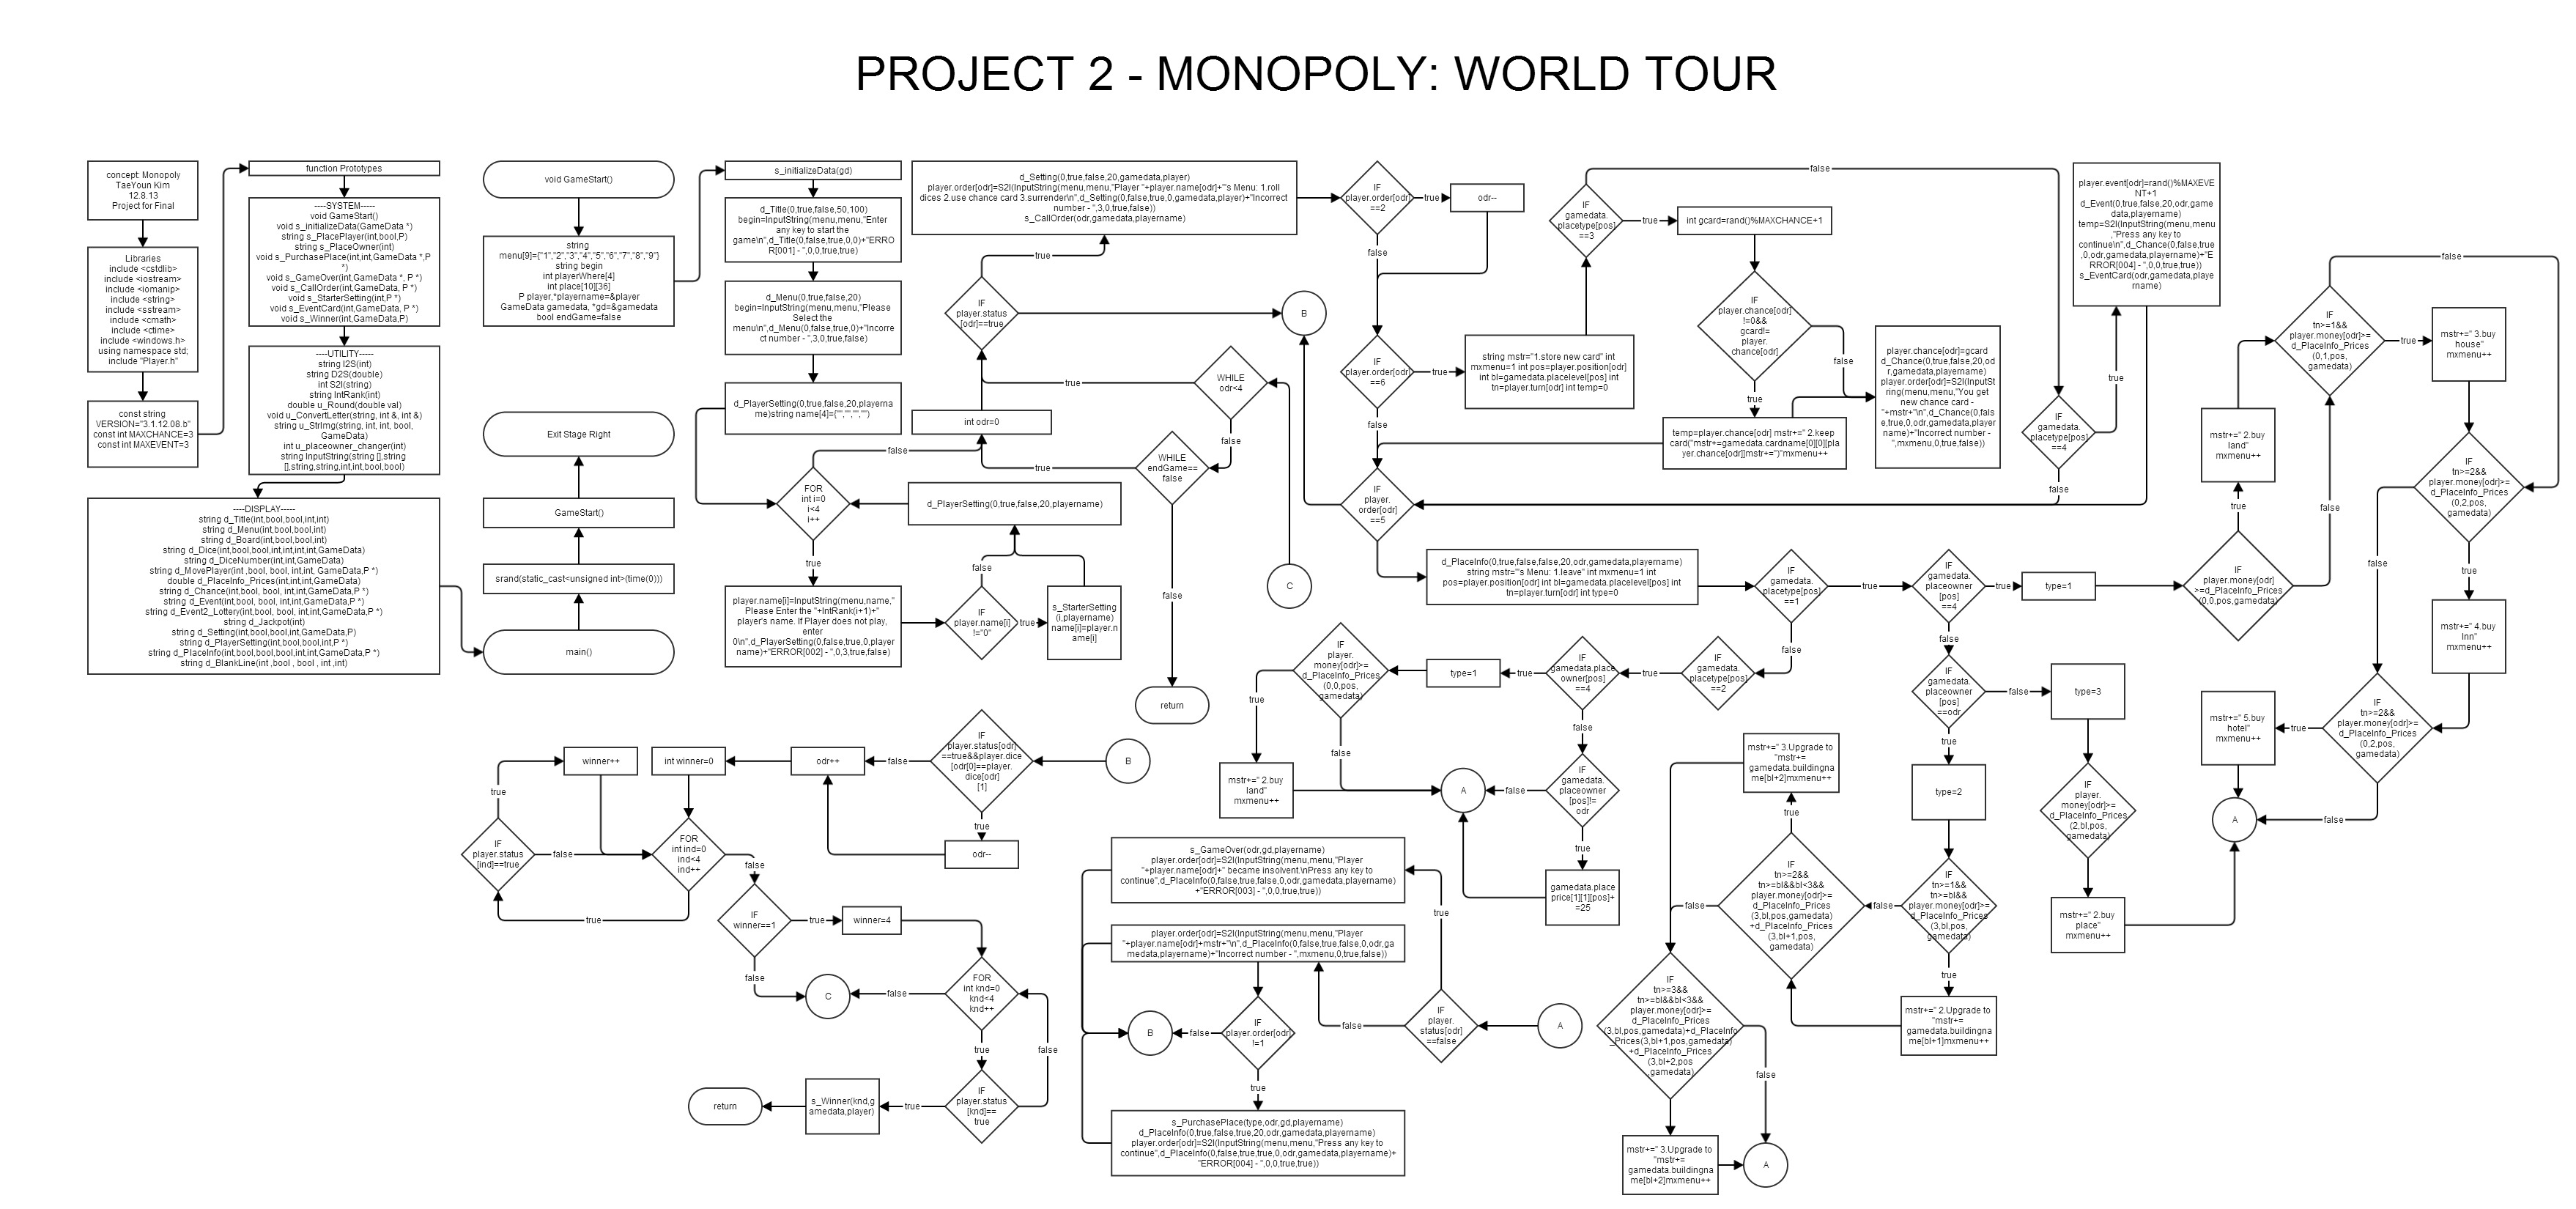 PROJECT 2 - MONOPOLY: WORLD TOUR
concept: Monopoly
TaeYoun Kim
12.8.13
Project for Final
Libraries
include <cstdlib>
include <iostream>
include <iomanip>
include <string>
include <sstream>
include <cmath>
include <ctime>
include <windows.h>
using namespace std;
include "Player.h"
const string
VERSION="3.1.12.08.b"
const int MAXCHANCE=3
const int MAXEVENT=3
function Prototypes
----SYSTEM-----
void GameStart()
void s_initializeData(GameData *)
string s_PlacePlayer(int,bool,P)
string s_PlaceOwner(int)
void s_PurchasePlace(int,int,GameData *,P
*)
void s_GameOver(int,GameData *, P *)
void s_CallOrder(int,GameData, P *)
void s_StarterSetting(int,P *)
void s_EventCard(int,GameData, P *)
void s_Winner(int,GameData,P)
----UTILITY-----
string I2S(int)
string D2S(double)
int S2I(string)
string IntRank(int)
double u_Round(double val)
void u_ConvertLetter(string, int &, int &)
string u_StrImg(string, int, int, bool,
GameData)
int u_placeowner_changer(int)
string InputString(string [],string
[],string,string,int,int,bool,bool)
----DISPLAY-----
string d_Title(int,bool,bool,int,int)
string d_Menu(int,bool,bool,int)
string d_Board(int,bool,bool,int)
string d_Dice(int,bool,bool,int,int,int,int,GameData)
string d_DiceNumber(int,int,GameData)
string d_MovePlayer(int ,bool, bool, int,int, GameData,P *)
double d_PlaceInfo_Prices(int,int,int,GameData)
string d_Chance(int,bool, bool, int,int,GameData,P *)
string d_Event(int,bool, bool, int,int,GameData,P *)
string d_Event2_Lottery(int,bool, bool, int,int,GameData,P *)
string d_Jackpot(int)
string d_Setting(int,bool,bool,int,GameData,P)
string d_PlayerSetting(int,bool,bool,int,P *)
string d_PlaceInfo(int,bool,bool,bool,int,int,GameData,P *)
string d_BlankLine(int ,bool , bool , int ,int)
void GameStart()
string
menu[9]={"1","2","3","4","5","6","7","8","9"}
string begin
int playerWhere[4]
int place[10][36]
P player,*playername=&player
GameData gamedata, *gd=&gamedata
bool endGame=false
Exit Stage Right
GameStart()
srand(static_cast<unsigned int>(time(0)))
main()
s_initializeData(gd)
d_Title(0,true,false,50,100)
begin=InputString(menu,menu,"Enter
any key to start the
game\n",d_Title(0,false,true,0,0)+"ERRO
R[001] - ",0,0,true,true)
d_Menu(0,true,false,20)
begin=InputString(menu,menu,"Please
Select the
menu\n",d_Menu(0,false,true,0)+"Incorre
ct number - ",3,0,true,false)
d_PlayerSetting(0,true,false,20,playerna
me)string name[4]={"","","",""}
FOR
int i=0
i<4
i++
false
true
player.name[i]=InputString(menu,name,"
Please Enter the "+IntRank(i+1)+"
player's name. If Player does not play,
enter
0\n",d_PlayerSetting(0,false,true,0,player
name)+"ERROR[002] - ",0,3,true,false)
IF
player.name[i]
!="0"
true
false
s_StarterSetting
(i,playername)
name[i]=player.n
ame[i]
d_PlayerSetting(0,true,false,20,playername)
int odr=0
IF
player.status
[odr]==true
true
d_Setting(0,true,false,20,gamedata,player)
player.order[odr]=S2I(InputString(menu,menu,"Player "+player.name[odr]+"'s Menu: 1.roll
dices 2.use chance card 3.surrender\n",d_Setting(0,false,true,0,gamedata,player)+"Incorrect
number - ",3,0,true,false))
s_CallOrder(odr,gamedata,playername)
WHILE
odr<4
true
false
WHILE
endGame==
false
true
false
return
B
C
IF
player.order[odr]
==2
true
odr--
false
IF
player.order[odr]
==6
true
false
string mstr="1.store new card" int
mxmenu=1 int pos=player.position[odr]
int bl=gamedata.placelevel[pos] int
tn=player.turn[odr] int temp=0
IF
gamedata.
placetype[pos]
==3
true
false
int gcard=rand()%MAXCHANCE+1
IF
player.chance[odr]
!=0&&
gcard!=
player.
chance[odr]
false
true
temp=player.chance[odr] mstr+=" 2.keep
card("mstr+=gamedata.cardname[0][0][pla
yer.chance[odr]]mstr+=")"mxmenu++
player.chance[odr]=gcard
d_Chance(0,true,false,20,od
r,gamedata,playername)
player.order[odr]=S2I(InputSt
ring(menu,menu,"You get
new chance card -
"+mstr+"\n",d_Chance(0,fals
e,true,0,odr,gamedata,player
name)+"Incorrect number -
",mxmenu,0,true,false))
IF
gamedata.
placetype[pos]
==4
true
false
player.event[odr]=rand()%MAXEVE
NT+1
d_Event(0,true,false,20,odr,game
data,playername)
temp=S2I(InputString(menu,menu
,"Press any key to
continue\n",d_Chance(0,false,true
,0,odr,gamedata,playername)+"E
RROR[004] - ",0,0,true,true))
s_EventCard(odr,gamedata,playe
rname)
IF
player.
order[odr]
==5
d_PlaceInfo(0,true,false,false,20,odr,gamedata,playername)
string mstr="'s Menu: 1.leave" int mxmenu=1 int
pos=player.position[odr] int bl=gamedata.placelevel[pos] int
tn=player.turn[odr] int type=0
IF
gamedata.
placetype[pos]
==1
true
false
IF
gamedata.
placeowner
[pos]
==4
true
false
type=1
IF
player.money[odr]
>=d_PlaceInfo_Prices
(0,0,pos,gamedata)
true
false
mstr+=" 2.buy
land"
mxmenu++
IF
tn>=1&&
player.money[odr]>=
d_PlaceInfo_Prices
(0,1,pos,
gamedata)
true
false
mstr+=" 3.buy
house"
mxmenu++
IF
tn>=2&&
player.money[odr]>=
d_PlaceInfo_Prices
(0,2,pos,
gamedata)
true
false
mstr+=" 4.buy
Inn"
mxmenu++
IF
tn>=2&&
player.money[odr]>=
d_PlaceInfo_Prices
(0,2,pos,
gamedata)
true
false
mstr+=" 5.buy
hotel"
mxmenu++
A
IF
gamedata.
placeowner
[pos]
==odr
false
true
type=3
IF
player.
money[odr]>=
d_PlaceInfo_Prices
(2,bl,pos,
gamedata)
mstr+=" 2.buy
place"
mxmenu++
type=2
IF
tn>=1&&
tn>=bl&&
player.money[odr]>=
d_PlaceInfo_Prices
(3,bl,pos,
gamedata)
false
true
mstr+=" 2.Upgrade to
"mstr+=
gamedata.buildingna
me[bl+1]mxmenu++
IF
tn>=2&&
tn>=bl&&bl<3&&
player.money[odr]>=
d_PlaceInfo_Prices
(3,bl,pos,gamedata)
+d_PlaceInfo_Prices
(3,bl+1,pos,
gamedata)
true
false
mstr+=" 3.Upgrade to
"mstr+=
gamedata.buildingna
me[bl+2]mxmenu++
IF
tn>=3&&
tn>=bl&&bl<3&&
player.money[odr]>=
d_PlaceInfo_Prices
(3,bl,pos,gamedata)+d_PlaceInfo
_Prices(3,bl+1,pos,gamedata)
+d_PlaceInfo_Prices
(3,bl+2,pos
,gamedata)
false
mstr+=" 3.Upgrade to
"mstr+=
gamedata.buildingna
me[bl+2]mxmenu++
A
IF
gamedata.
placetype[pos]
==2
true
IF
gamedata.place
owner[pos]
==4
true
false
type=1
IF
player.
money[odr]>=
d_PlaceInfo_Prices
(0,0,pos,
gamedata)
true
false
mstr+=" 2.buy
land"
mxmenu++
A
IF
gamedata.
placeowner
[pos]!=
odr
false
true
gamedata.place
price[1][1][pos]+
=25
A
IF
player.
status[odr]
==false
true
false
s_GameOver(odr,gd,playername)
player.order[odr]=S2I(InputString(menu,menu,"Player
"+player.name[odr]+" became insolvent.\nPress any key to
continue",d_PlaceInfo(0,false,true,false,0,odr,gamedata,playername)
+"ERROR[003] - ",0,0,true,true))
player.order[odr]=S2I(InputString(menu,menu,"Player
"+player.name[odr]+mstr+"\n",d_PlaceInfo(0,false,true,false,0,odr,ga
medata,playername)+"Incorrect number - ",mxmenu,0,true,false))
IF
player.order[odr]
!=1
false
true
B
s_PurchasePlace(type,odr,gd,playername)
d_PlaceInfo(0,true,false,true,20,odr,gamedata,playername)
player.order[odr]=S2I(InputString(menu,menu,"Press any key to
continue",d_PlaceInfo(0,false,true,true,0,odr,gamedata,playername)+
"ERROR[004] - ",0,0,true,true))
B
IF
player.status[odr]
==true&&player.dice
[odr[0]==player.
dice[odr]
[1]
false
true
odr--
odr++
int winner=0
FOR
int ind=0
ind<4
ind++
true
false
IF
player.status
[ind]==true
true
false
winner++
IF
winner==1
true
false
winner=4
C
FOR
int knd=0
knd<4
knd++
false
true
IF
player.status
[knd]==
true
false
true
s_Winner(knd,g
amedata,player)
return